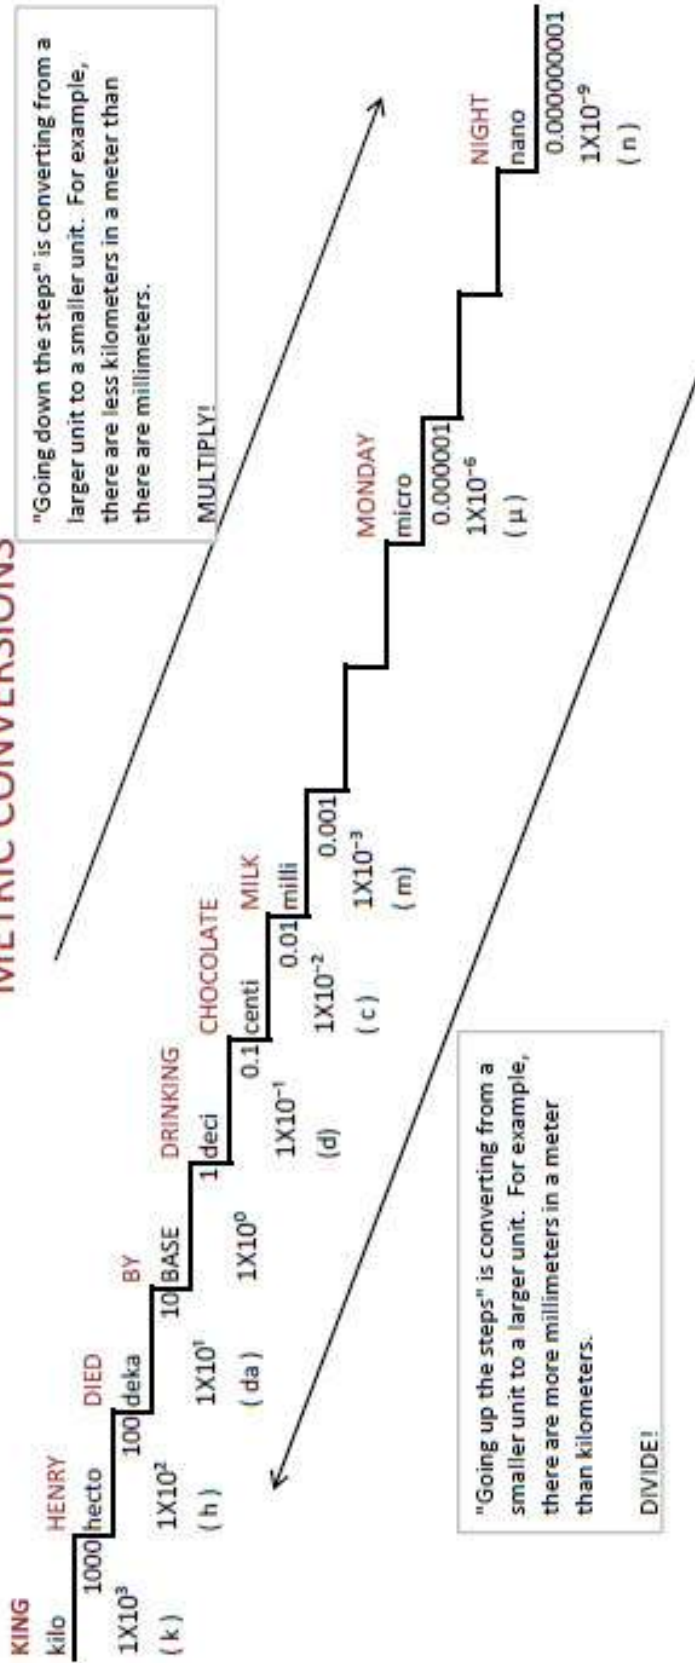 METRIC CONVERSIONS
"Going down the steps" is converting from a
larger unit to a smaller unit. For example,
there are less kilometers in a meter than
there are millimeters.
MULTIPLY!
KING
kilo
1000
1X10³
( k )
HENRY
hecto
100
1X10²
( h )
DIED
deka
10
1X10¹
( da )
BY
BASE
1
1X10⁰
DRINKING
deci
0.1
1X10⁻¹
(d)
CHOCOLATE
centi
0.01
1X10⁻²
( c )
MILK
milli
0.001
1X10⁻³
( m)
MONDAY
micro
0.000001
1X10⁻⁶
( µ )
NIGHT
nano
0.000000001
1X10⁻⁹
( n )
"Going up the steps" is converting from a
smaller unit to a larger unit. For example,
there are more millimeters in a meter
than kilometers.
DIVIDE!